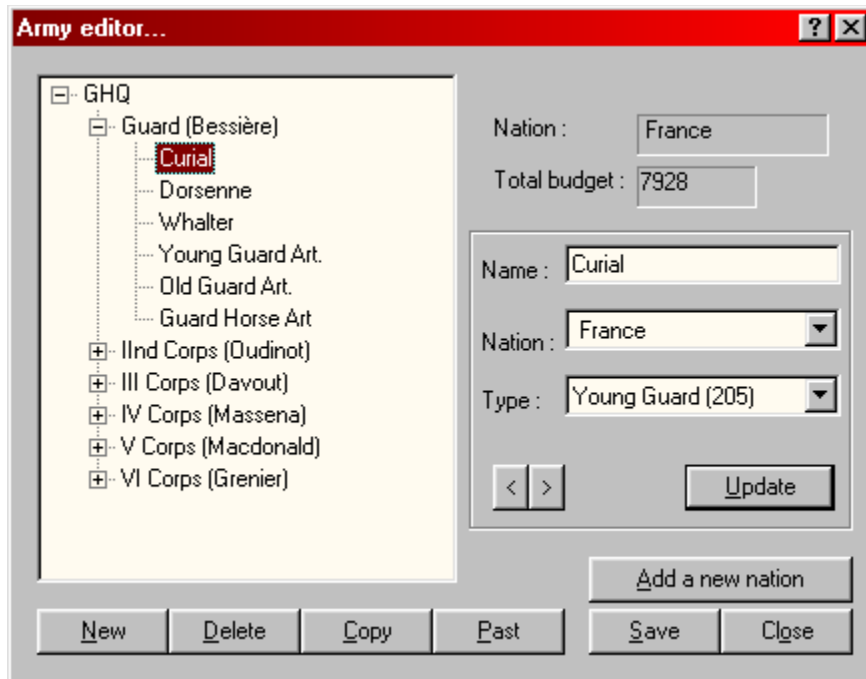 Army editor...
GHQ
Guard (Bessière)
Curial
Dorsenne
Whalter
Young Guard Art.
Old Guard Art.
Guard Horse Art
IInd Corps (Oudinot)
III Corps (Davout)
IV Corps (Massena)
V Corps (Macdonald)
VI Corps (Grenier)
Nation : France
Total budget : 7928
Name : Curial
Nation : France
Type : Young Guard (205)
< > Update
Add a new nation
New Delete Copy Past Save Close